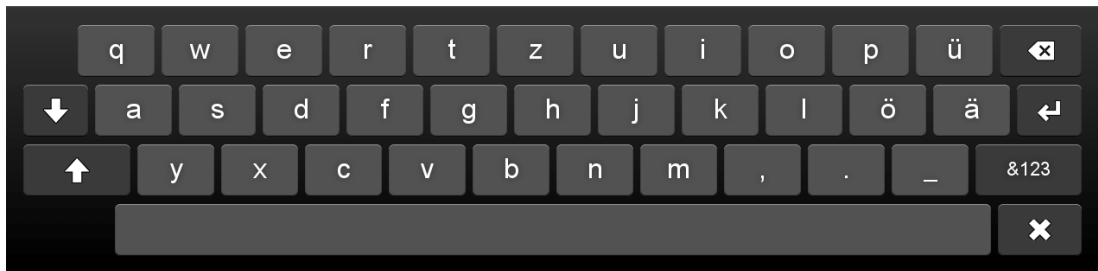 q w e r t z u i o p ü
a s d f g h j k l ö ä
y x c v b n m , . _ &123